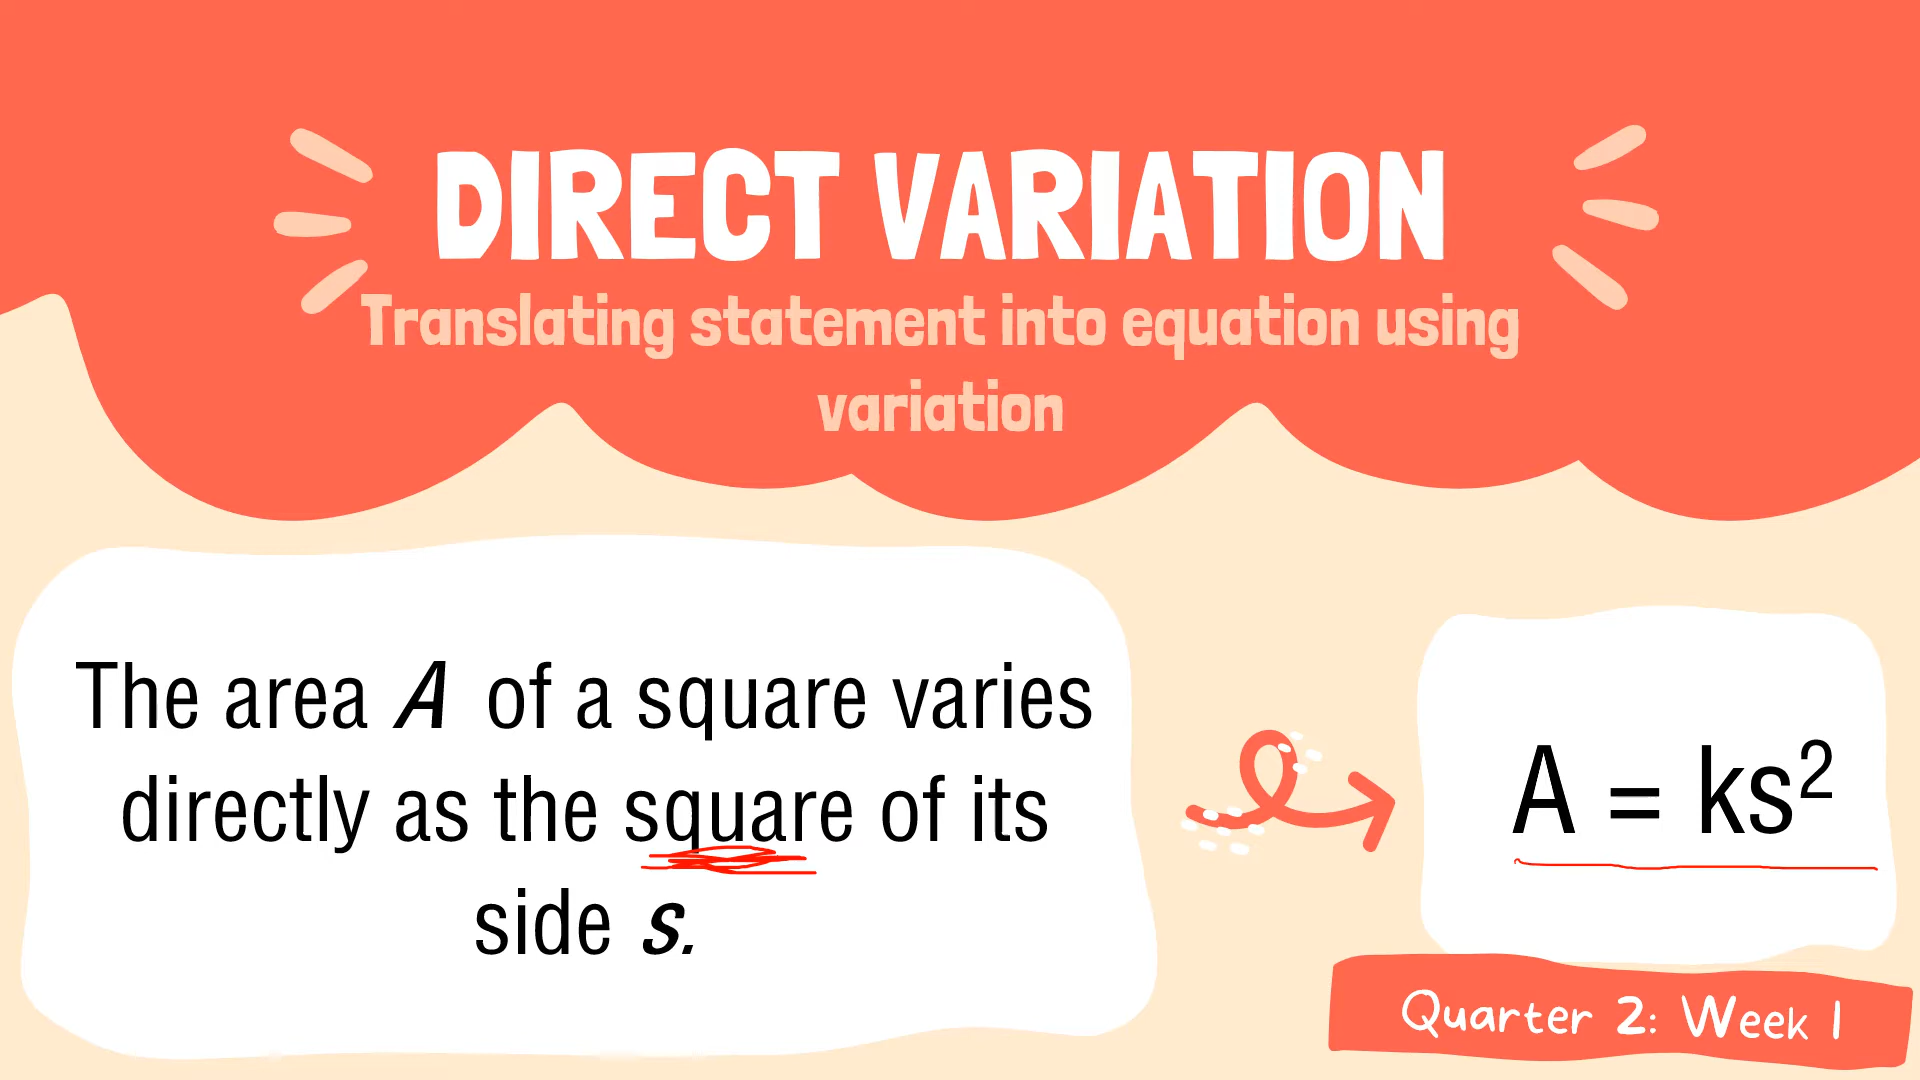 DIRECT VARIATION
Translating statement into equation using
variation
The area A of a square varies
directly as the square of its
side s.
A = ks²
Quarter 2: Week 1